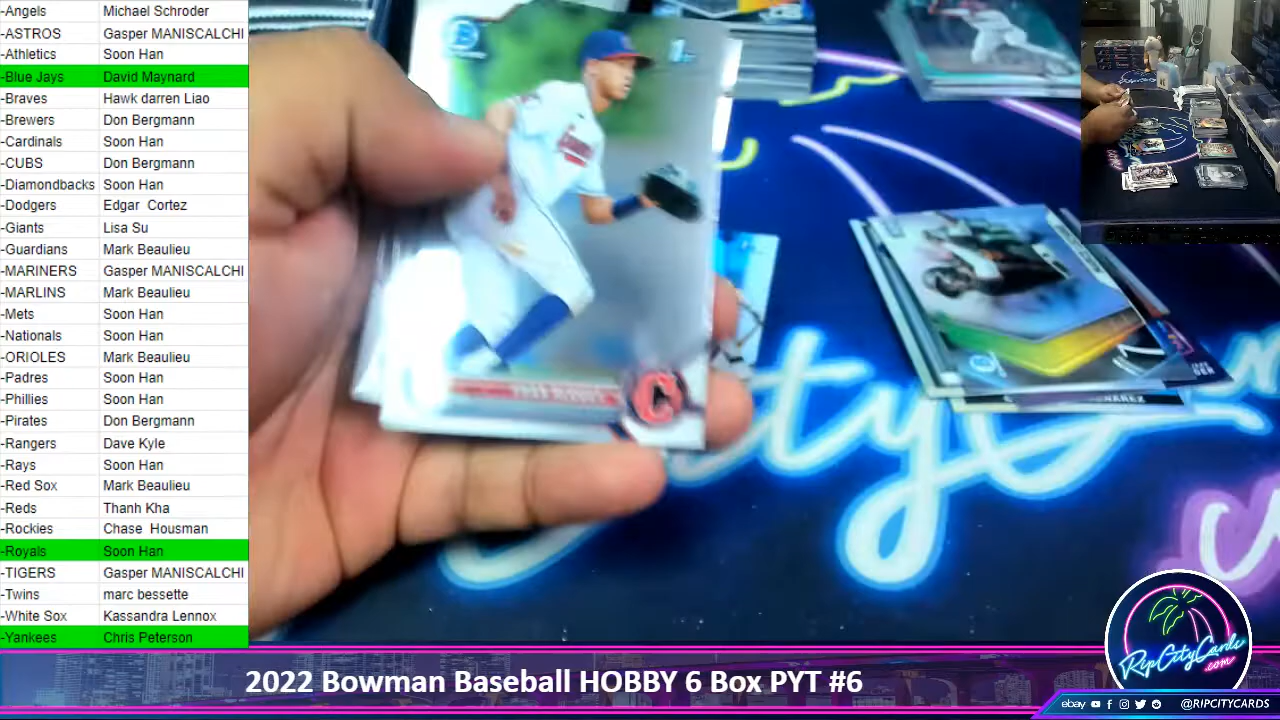 -Angels Michael Schroder
-ASTROS Gasper MANISCALCHI
-Athletics Soon Han
-Blue Jays David Maynard
-Braves Hawk darren Liao
-Brewers Don Bergmann
-Cardinals Soon Han
-CUBS Don Bergmann
-Diamondbacks Soon Han
-Dodgers Edgar Cortez
-Giants Lisa Su
-Guardians Mark Beaulieu
-MARINERS Gasper MANISCALCHI
-MARLINS Mark Beaulieu
-Mets Soon Han
-Nationals Soon Han
-ORIOLES Mark Beaulieu
-Padres Soon Han
-Phillies Soon Han
-Pirates Don Bergmann
-Rangers Dave Kyle
-Rays Soon Han
-Red Sox Mark Beaulieu
-Reds Thanh Kha
-Rockies Chase Housman
-Royals Soon Han
-TIGERS Gasper MANISCALCHI
-Twins marc bessette
-White Sox Kassandra Lennox
-Yankees Chris Peterson
1st
C
ty
RipCityCards
.com
2022 Bowman Baseball HOBBY 6 Box PYT #6
ebay @RIPCITYCARDS